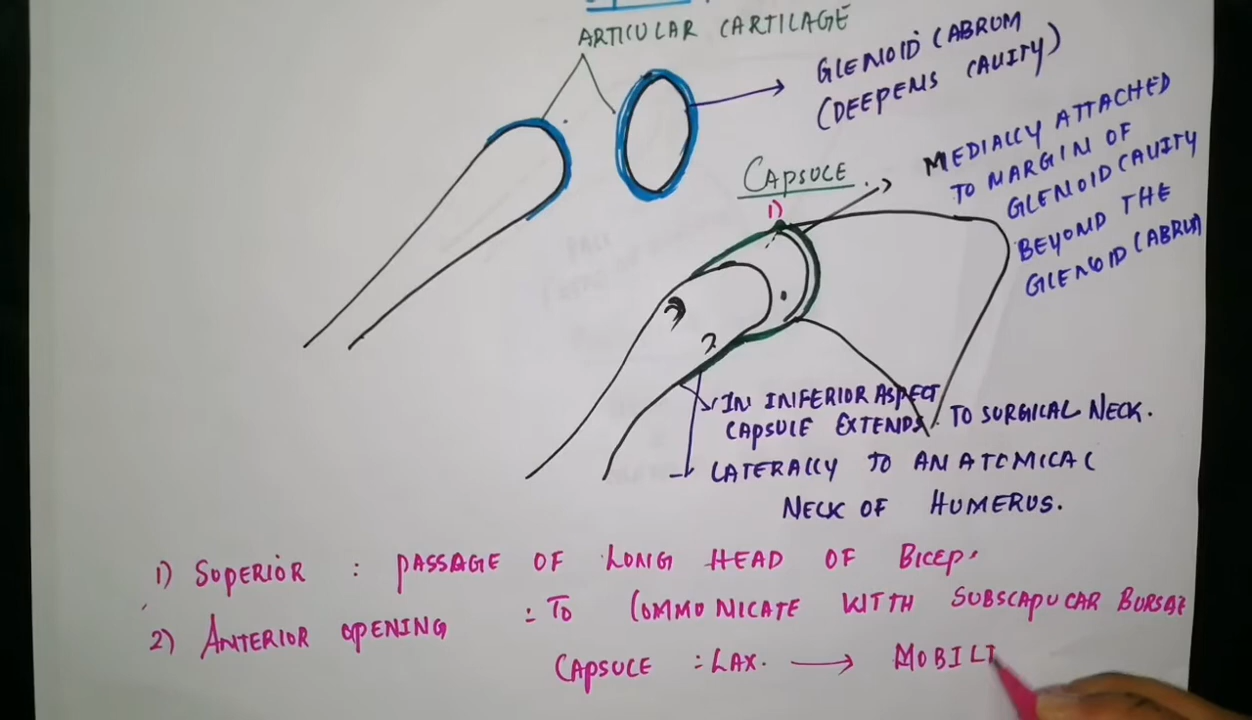 ARTICULAR CARTILAGE
GLENOID LABRUM
(DEEPENS CAVITY)
CAPSULE
1)
MEDIALLY ATTACHED
TO MARGIN OF
GLENOID CAVITY
BEYOND THE
GLENOID LABRUM
IN INFERIOR ASPECT
CAPSULE EXTENDS TO SURGICAL NECK.
LATERALLY TO ANATOMICAL
NECK OF HUMERUS.
1) SUPERIOR : PASSAGE OF LONG HEAD OF BICEP.
2) ANTERIOR OPENING : TO COMMONICATE WITH SUBSCAPULAR BURSAE
CAPSULE : LAX. → MOBILI